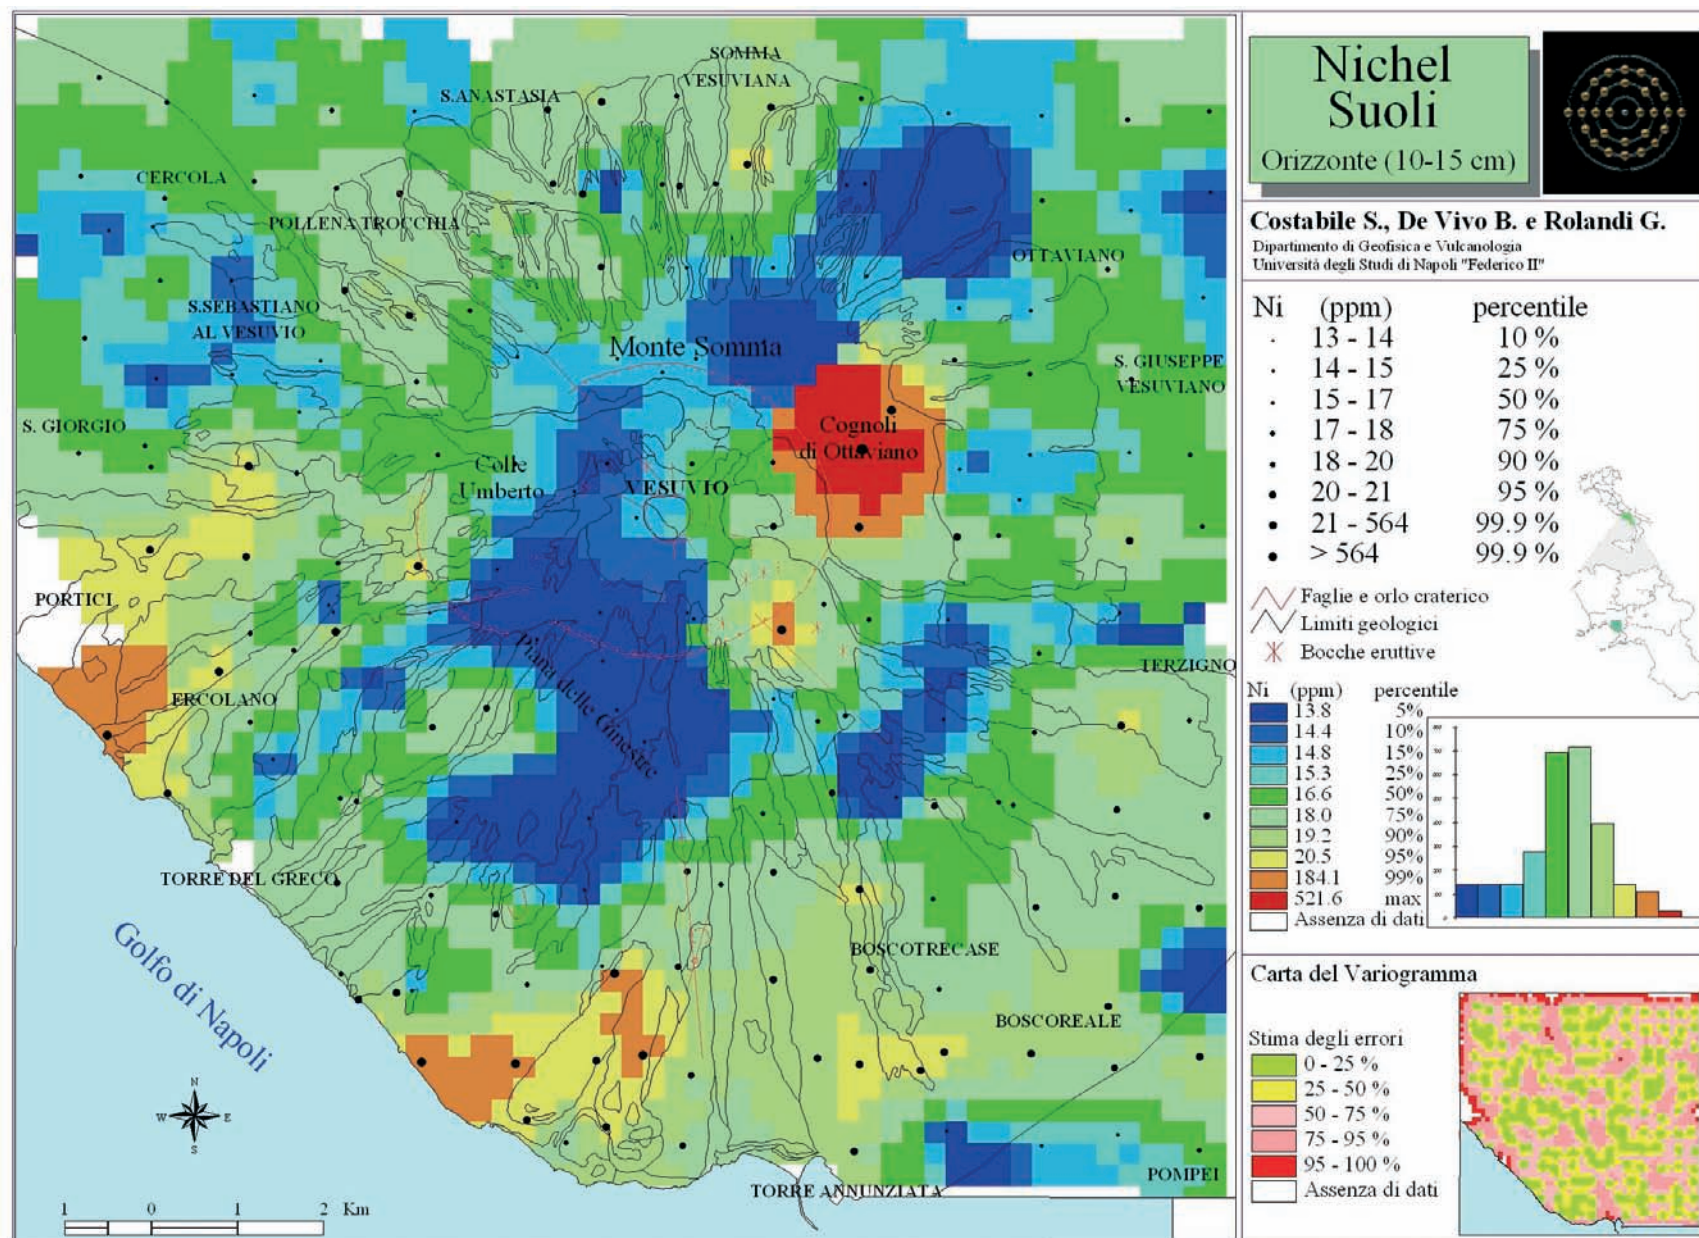 SOMMA
VESUVIANA
S.ANASTASIA
CERCOLA
POLLENA TROCCHIA
OTTAVIANO
S.SEBASTIANO
AL VESUVIO
Monte Somma
S. GIUSEPPE
VESUVIANO
S. GIORGIO
Cognoli
di Ottaviano
Colle
Umberto
VESUVIO
PORTICI
Piana delle Ginestre
TERZIGNO
ERCOLANO
TORRE DEL GRECO
Golfo di Napoli
BOSCOTRECASE
BOSCOREALE
N
W E
S
POMPEI
TORRE ANNUNZIATA
1 0 1 2 Km
Nichel
Suoli
Orizzonte (10-15 cm)
Costabile S., De Vivo B. e Rolandi G.
Dipartimento di Geofisica e Vulcanologia
Università degli Studi di Napoli "Federico II"
Ni (ppm) percentile
13 - 14 10 %
14 - 15 25 %
15 - 17 50 %
17 - 18 75 %
18 - 20 90 %
20 - 21 95 %
21 - 564 99.9 %
> 564 99.9 %
Faglie e orlo craterico
Limiti geologici
Bocche eruttive
Ni (ppm) percentile
13.8 5%
14.4 10%
14.8 15%
15.3 25%
16.6 50%
18.0 75%
19.2 90%
20.5 95%
184.1 99%
521.6 max
Assenza di dati
Carta del Variogramma
Stima degli errori
0 - 25 %
25 - 50 %
50 - 75 %
75 - 95 %
95 - 100 %
Assenza di dati